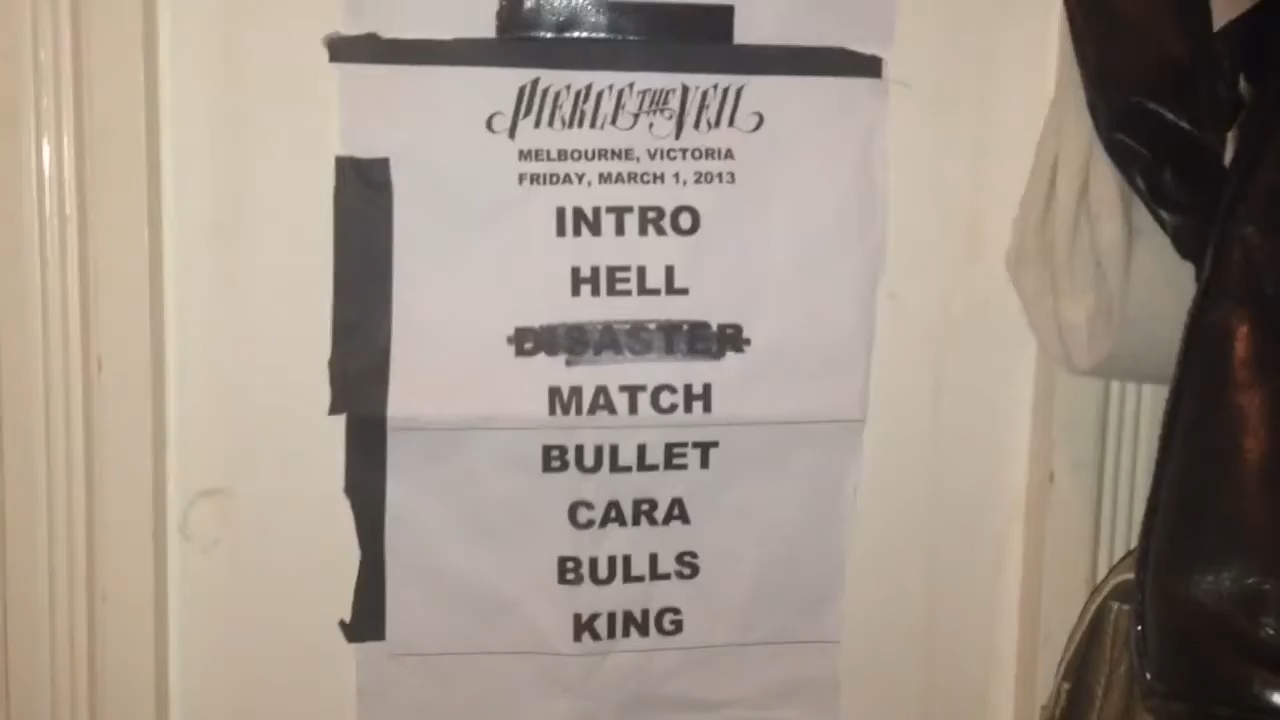 PIERCE THE VEIL
MELBOURNE, VICTORIA
FRIDAY, MARCH 1, 2013
INTRO
HELL
DISASTER
MATCH
BULLET
CARA
BULLS
KING